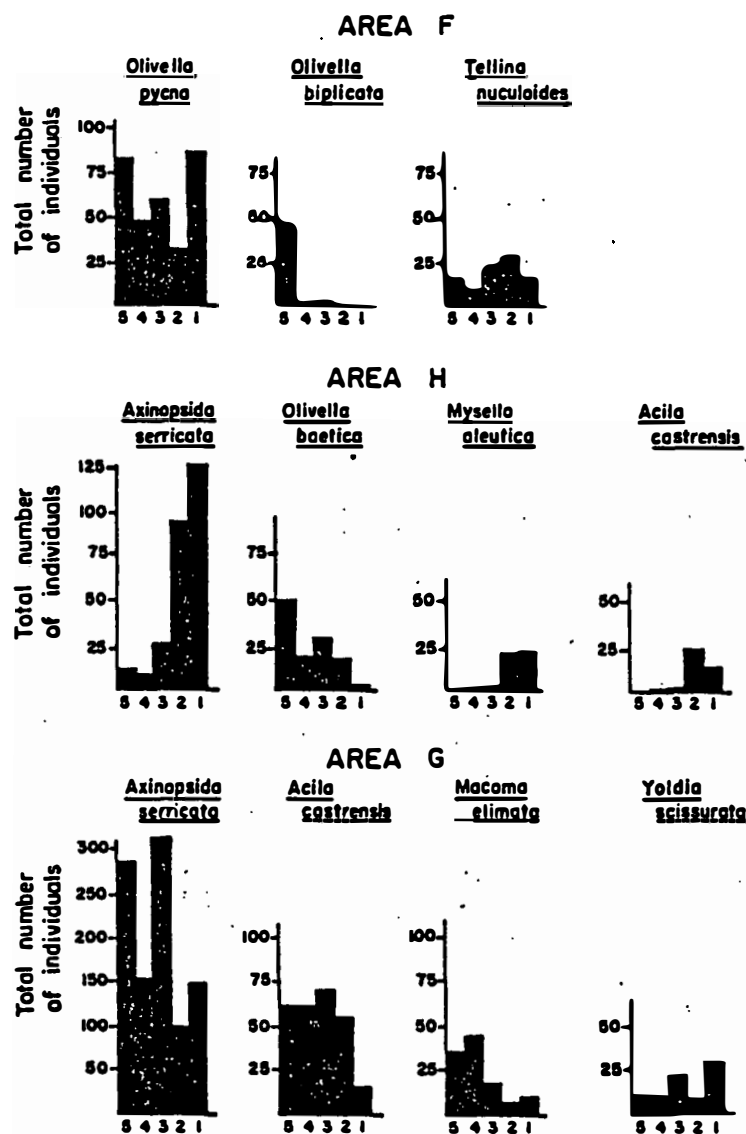 AREA F
Olivella Olivella Tellina
pycna biplicata nuculoides
Total number
of individuals
100 75 50 25
75 50 25
75 50 25
5 4 3 2 1 5 4 3 2 1 5 4 3 2 1
AREA H
Axinopsida Olivella Mysella Acila
serricata baetica aleutica castrensis
Total number
of individuals
125 100 75 50 25
75 50 25
50 25
50 25
5 4 3 2 1 5 4 3 2 1 5 4 3 2 1 5 4 3 2 1
AREA G
Axinopsida Acila Macoma Yoldia
serricata castrensis elimata scissurata
Total number
of individuals
300 250 200 150 100 50
100 75 50 25
100 75 50 25
50 25
5 4 3 2 1 5 4 3 2 1 5 4 3 2 1 5 4 3 2 1